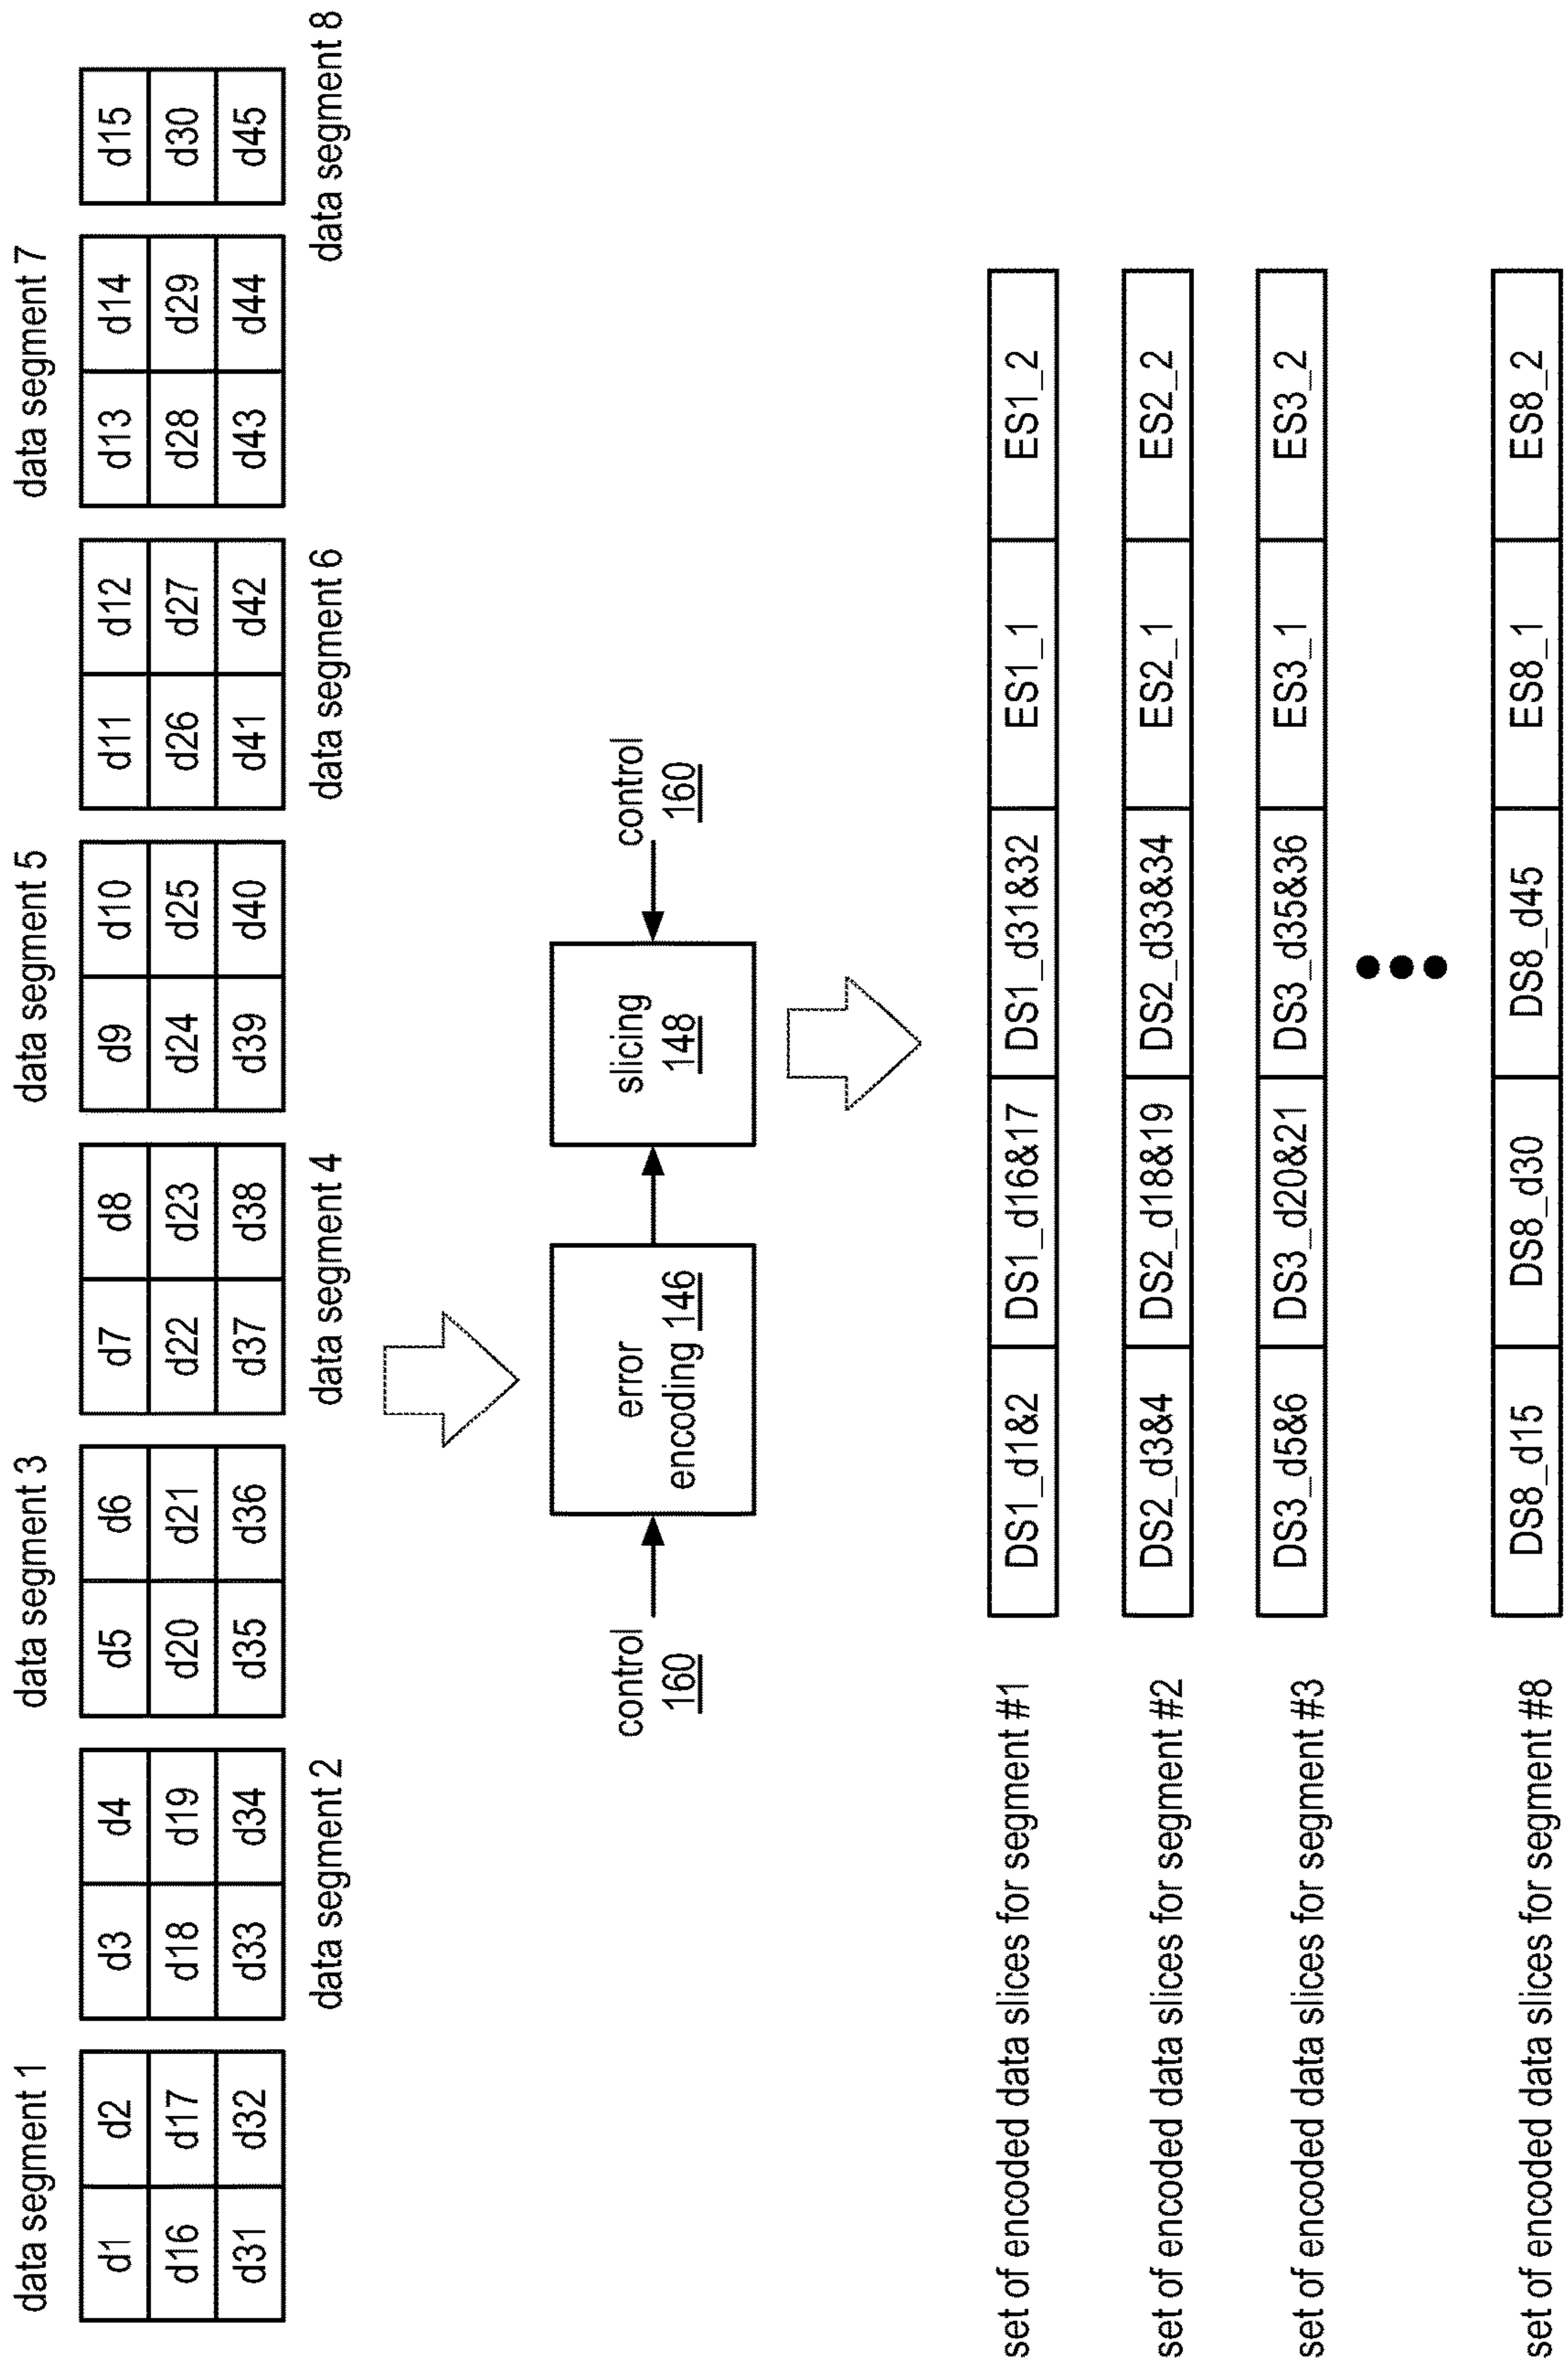 data segment 1 data segment 3 data segment 5 data segment 7
d1 d2 d3 d4 d5 d6 d7 d8 d9 d10 d11 d12 d13 d14 d15
d16 d17 d18 d19 d20 d21 d22 d23 d24 d25 d26 d27 d28 d29 d30
d31 d32 d33 d34 d35 d36 d37 d38 d39 d40 d41 d42 d43 d44 d45
data segment 2 data segment 4 data segment 6 data segment 8
control
160
error
encoding 146
slicing
148
control
160
set of encoded data slices for segment #1 DS1_d1&2 DS1_d16&17 DS1_d31&32 ES1_1 ES1_2
set of encoded data slices for segment #2 DS2_d3&4 DS2_d18&19 DS2_d33&34 ES2_1 ES2_2
set of encoded data slices for segment #3 DS3_d5&6 DS3_d20&21 DS3_d35&36 ES3_1 ES3_2
set of encoded data slices for segment #8 DS8_d15 DS8_d30 DS8_d45 ES8_1 ES8_2